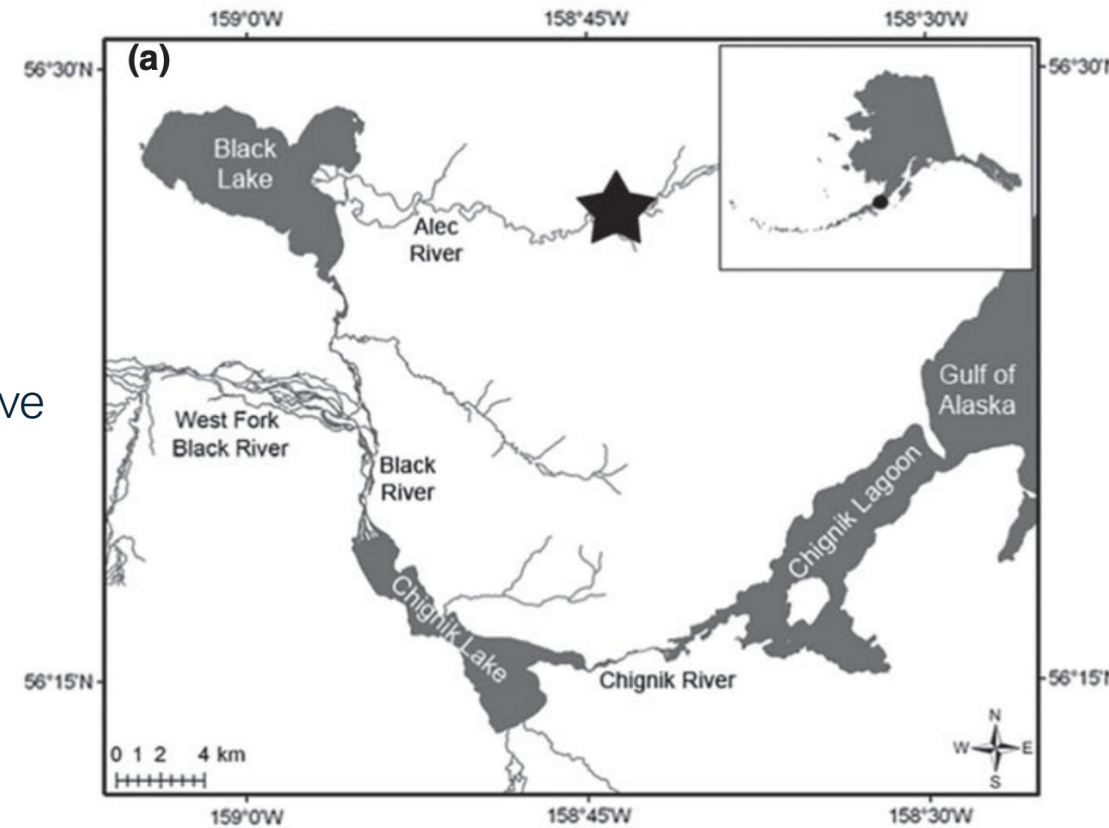 159°0'W 158°45'W 158°30'W
56°30'N
(a)
56°30'N
Black
Lake
Alec
River
Gulf of
Alaska
ve
West Fork
Black River
Black
River
Chignik Lagoon
Chignik Lake
Chignik River
56°15'N
56°15'N
0 1 2 4 km
N
W E
S
159°0'W 158°45'W 158°30'W